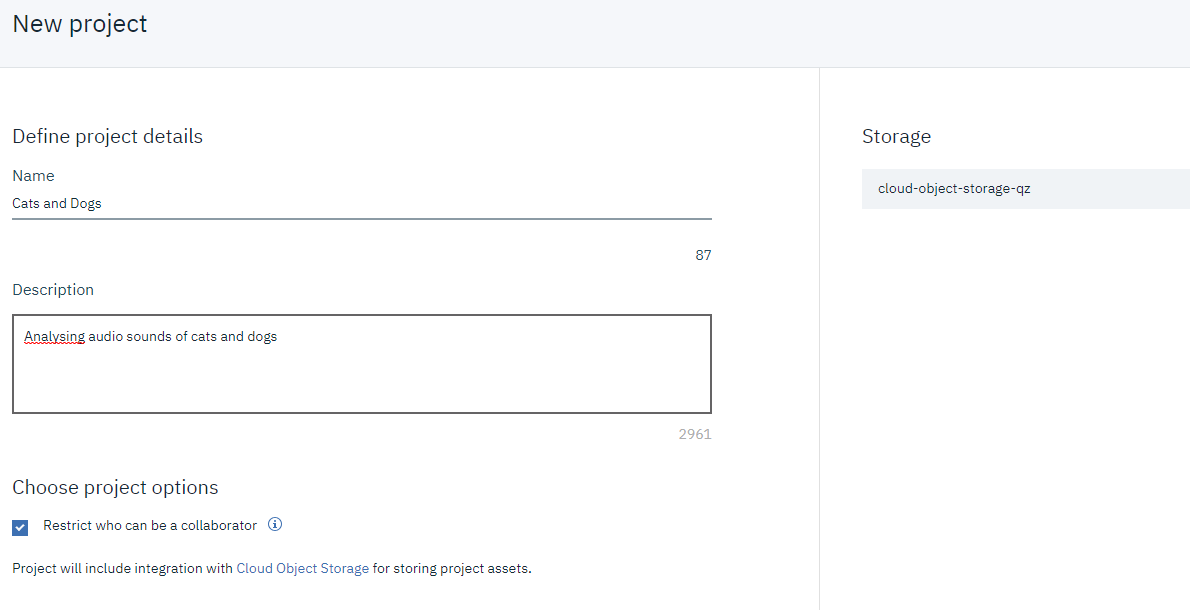 New project
Define project details
Name
Cats and Dogs
87
Description
Analysing audio sounds of cats and dogs
2961
Choose project options
Restrict who can be a collaborator
Project will include integration with Cloud Object Storage for storing project assets.
Storage
cloud-object-storage-qz